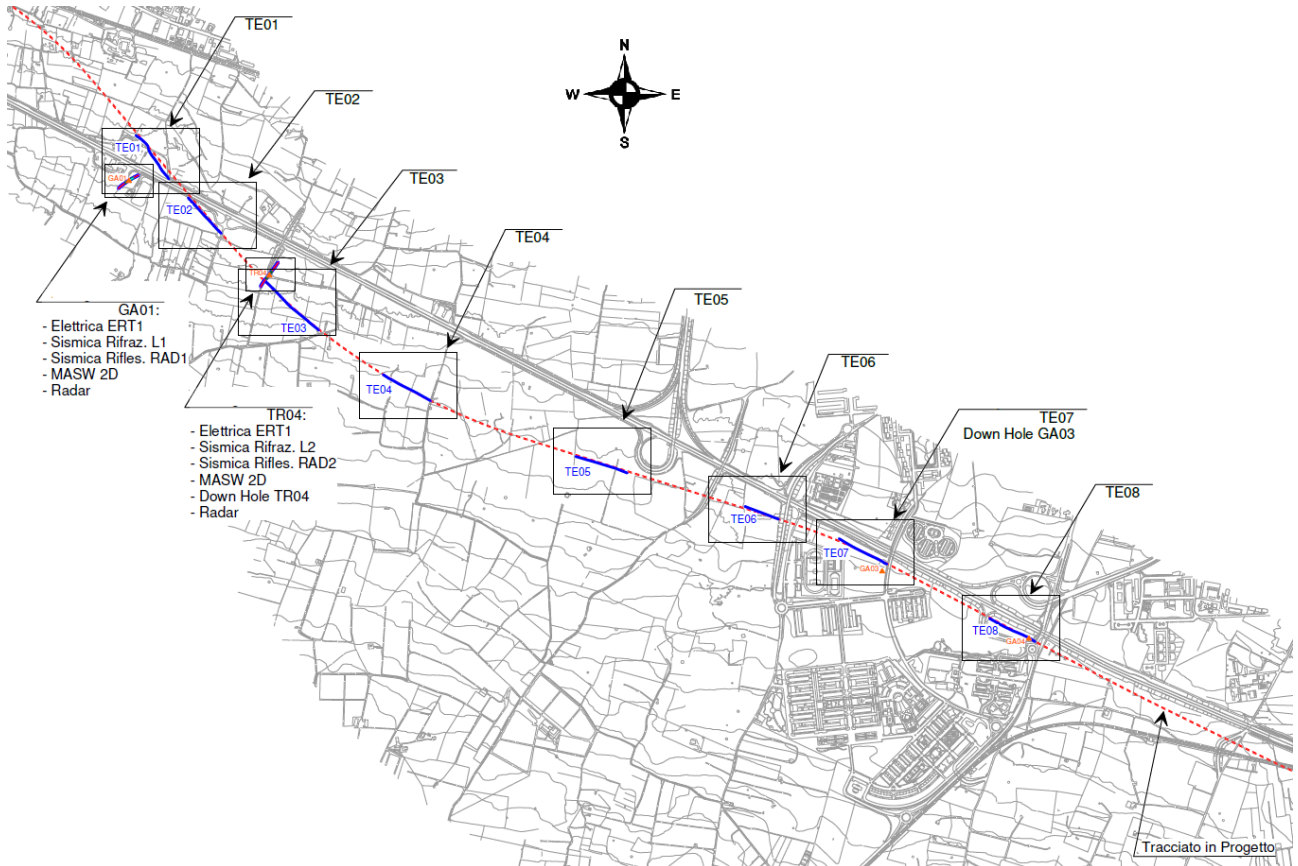 TE01
TE02
N
W
E
S
TE01
GA01
TE03
TE02
TE04
TR04
TE05
TE03
GA01:
- Elettrica ERT1
- Sismica Rifraz. L1
- Sismica Rifles. RAD1
- MASW 2D
- Radar
TE06
TE04
TR04:
- Elettrica ERT1
- Sismica Rifraz. L2
- Sismica Rifles. RAD2
- MASW 2D
- Down Hole TR04
- Radar
TE07
Down Hole GA03
TE05
TE08
TE06
TE07
GA03
TE08
GA04
Tracciato in Progetto